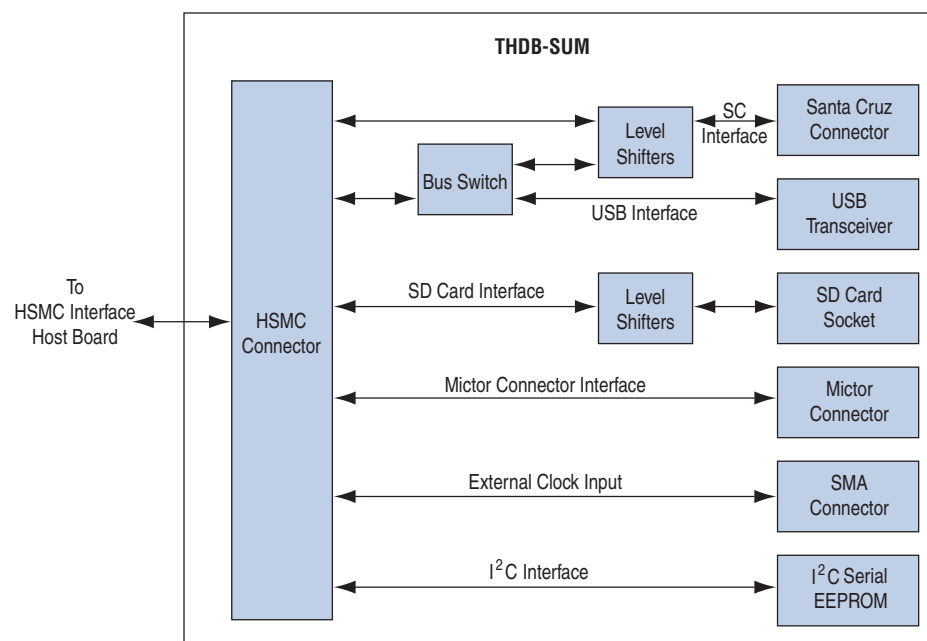 THDB-SUM
HSMC
Connector
To
HSMC Interface
Host Board
Level
Shifters
SC
Interface
Santa Cruz
Connector
Bus Switch
USB Interface
USB
Transceiver
SD Card Interface
Level
Shifters
SD Card
Socket
Mictor Connector Interface
Mictor
Connector
External Clock Input
SMA
Connector
I²C Interface
I²C Serial
EEPROM